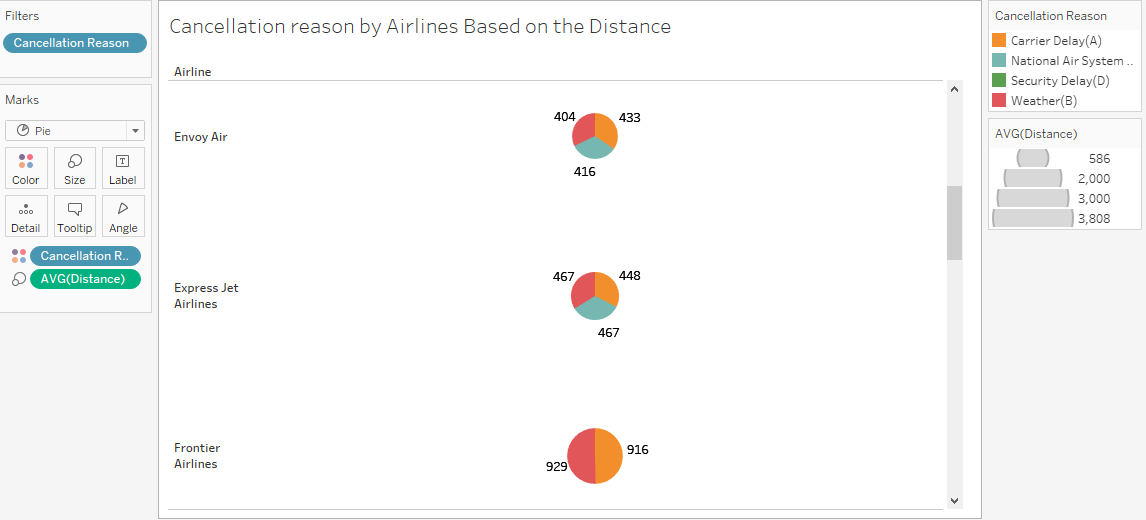 Filters
Cancellation Reason
Marks
Pie
Color
Size
Label
Detail
Tooltip
Angle
Cancellation R..
AVG(Distance)
Cancellation reason by Airlines Based on the Distance
Airline
Envoy Air
404
433
416
Express Jet
Airlines
467
448
467
Frontier
Airlines
929
916
Cancellation Reason
Carrier Delay(A)
National Air System ..
Security Delay(D)
Weather(B)
AVG(Distance)
586
2,000
3,000
3,808